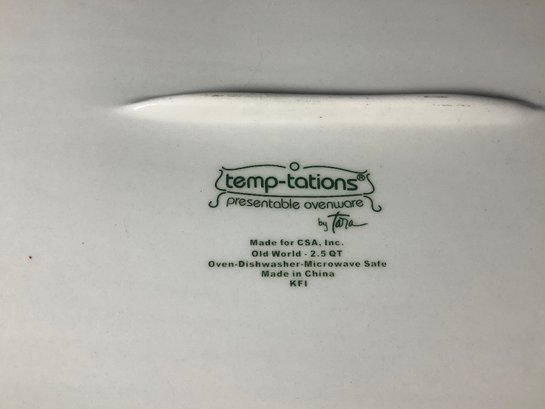 temp-tations®
presentable ovenware
by Tara
Made for CSA, Inc.
Old World - 2.5 QT
Oven-Dishwasher-Microwave Safe
Made in China
KFI